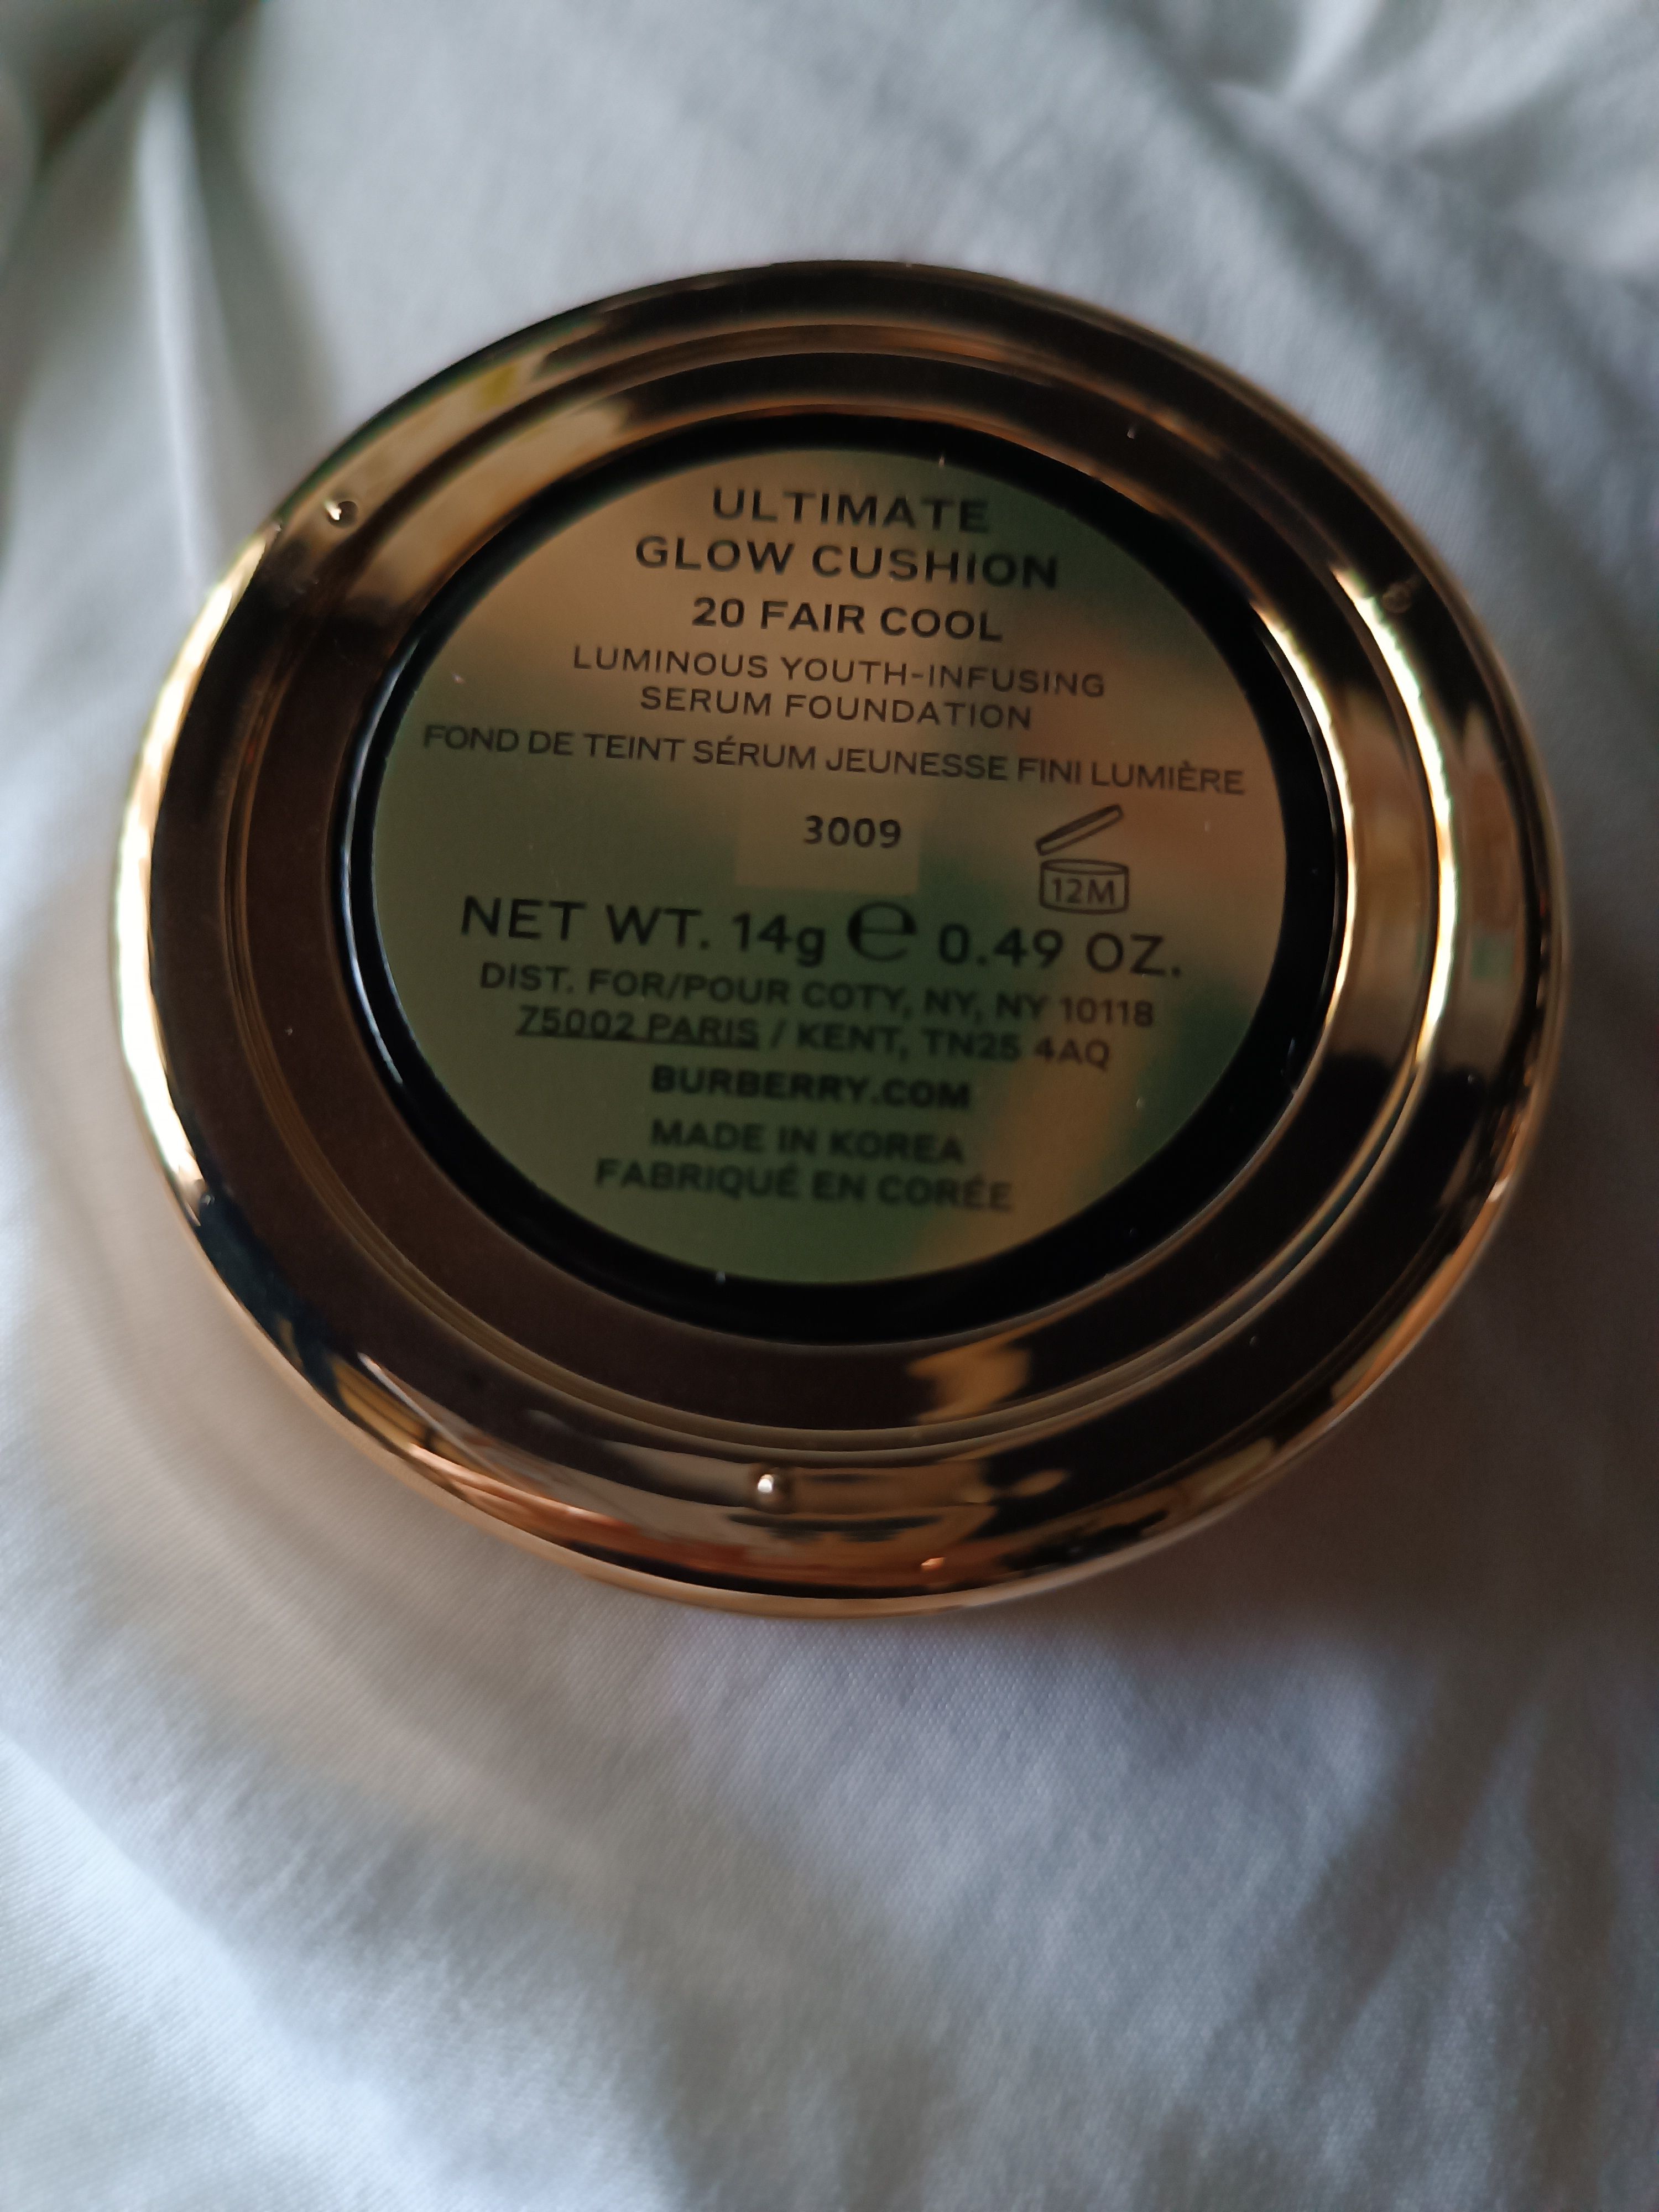 ULTIMATE
GLOW CUSHION
20 FAIR COOL
LUMINOUS YOUTH-INFUSING
SERUM FOUNDATION
FOND DE TEINT SÉRUM JEUNESSE FINI LUMIÈRE
3009
12M
NET WT. 14g ℮ 0.49 OZ.
DIST. FOR/POUR COTY, NY, NY 10118
75002 PARIS / KENT, TN25 4AQ
BURBERRY.COM
MADE IN KOREA
FABRIQUÉ EN CORÉE